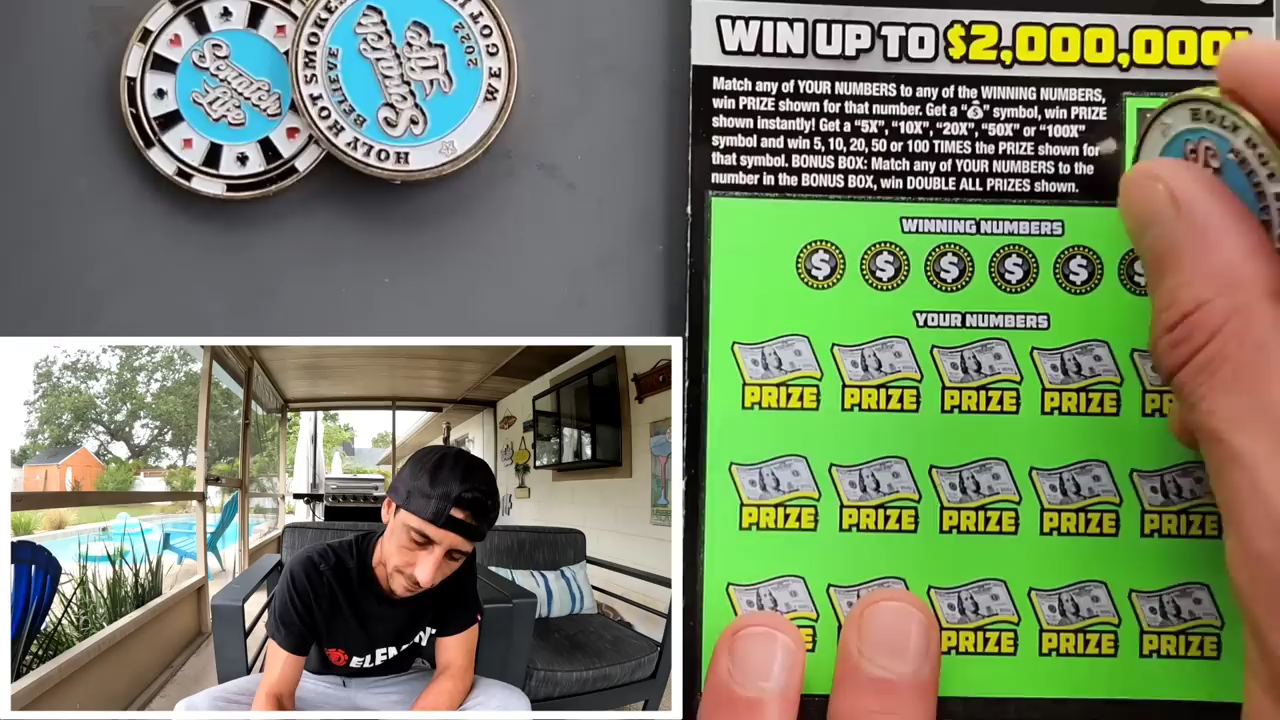 Scratch
Life
HOLY HOT SMOKES
BELIEVE
Scratch
Life
2022
WE GOT
WIN UP TO $2,000,000!
Match any of YOUR NUMBERS to any of the WINNING NUMBERS,
win PRIZE shown for that number. Get a "💰" symbol, win PRIZE
shown instantly! Get a "5X", "10X", "20X", "50X" or "100X"
symbol and win 5, 10, 20, 50 or 100 TIMES the PRIZE shown for
that symbol. BONUS BOX: Match any of YOUR NUMBERS to the
number in the BONUS BOX, win DOUBLE ALL PRIZES shown.
HOLY
WINNING NUMBERS
$ $ $ $ $ $
YOUR NUMBERS
PRIZE PRIZE PRIZE PRIZE
PRIZE PRIZE PRIZE PRIZE PRIZE
PRIZE PRIZE PRIZE
ELEMENT